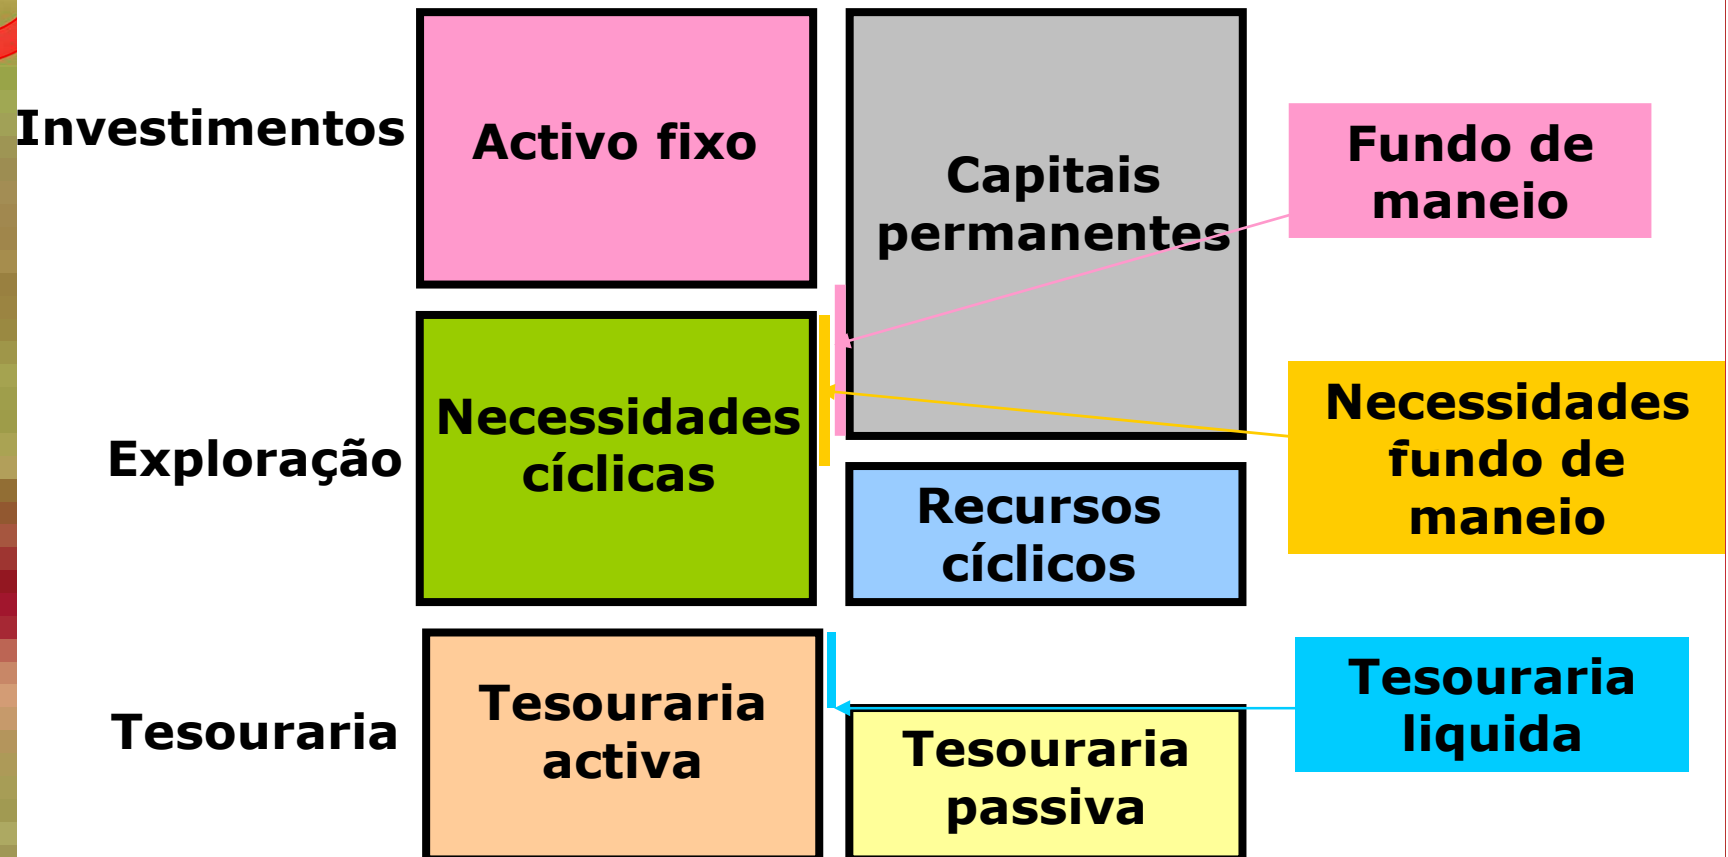 Investimentos
Activo fixo
Capitais
permanentes
Fundo de
maneio
Exploração
Necessidades
cíclicas
Recursos
cíclicos
Necessidades
fundo de
maneio
Tesouraria
Tesouraria
activa
Tesouraria
passiva
Tesouraria
liquida